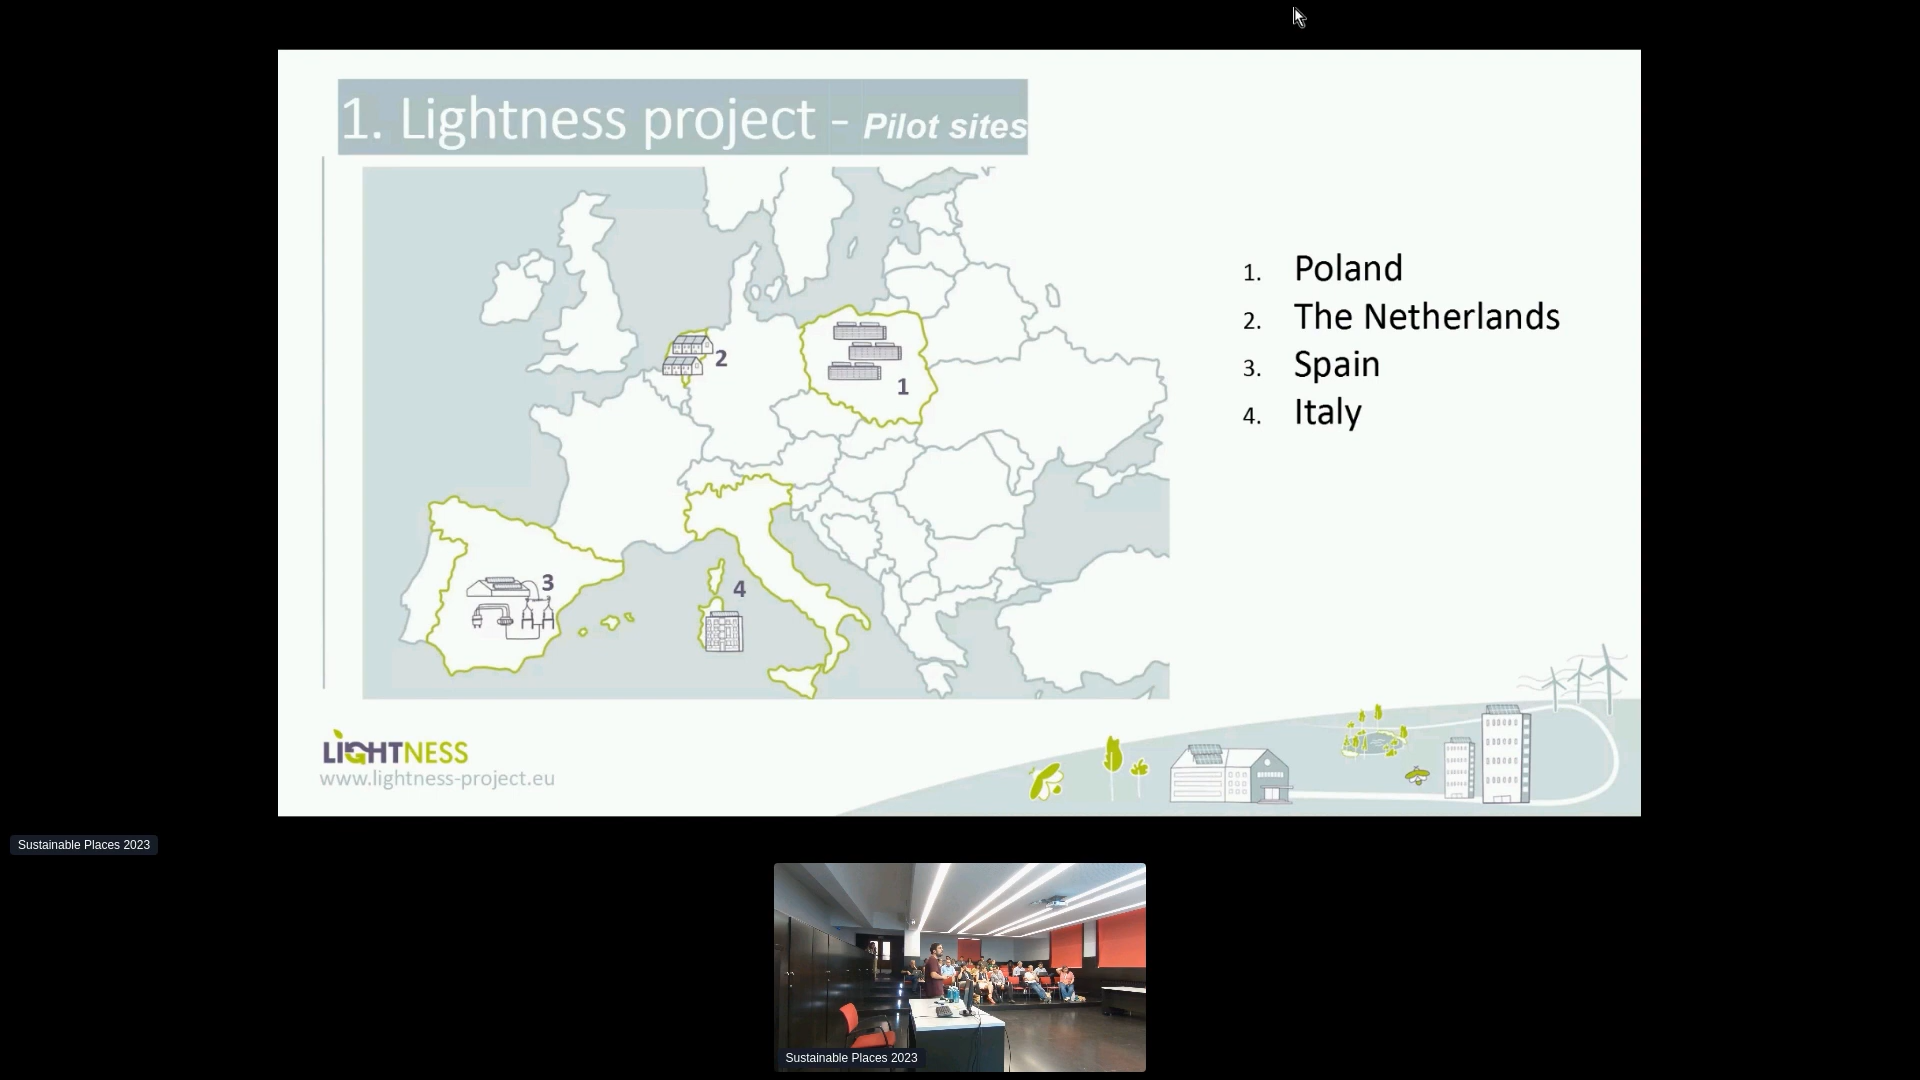 1. Lightness project - Pilot sites
1
2
3
4
1. Poland
2. The Netherlands
3. Spain
4. Italy
LIGHTNESS
www.lightness-project.eu
Sustainable Places 2023
Sustainable Places 2023